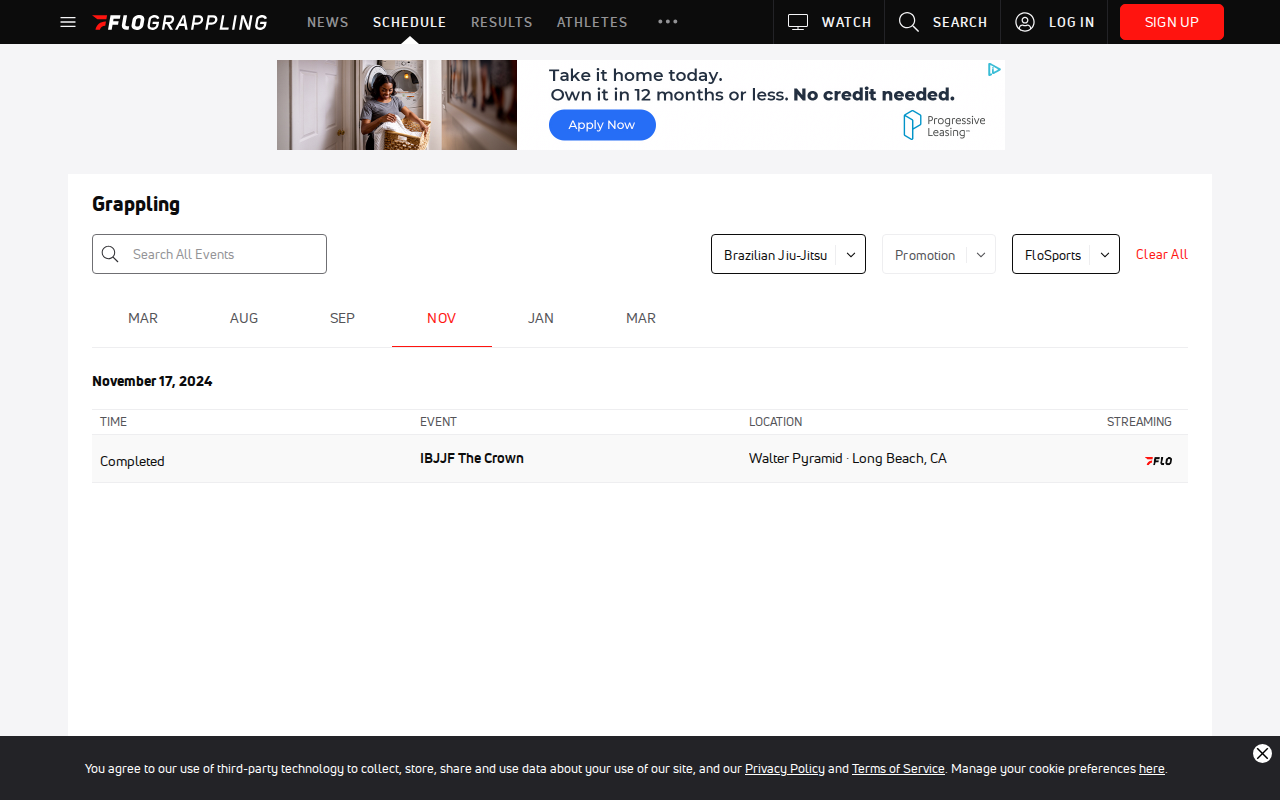 FLOGRAPPLING NEWS SCHEDULE RESULTS ATHLETES ••• WATCH SEARCH LOG IN SIGN UP
Take it home today.
Own it in 12 months or less. No credit needed.
Apply Now
Progressive
Leasing
Grappling
Search All Events
Brazilian Jiu-Jitsu
Promotion
FloSports
Clear All
MAR AUG SEP NOV JAN MAR
November 17, 2024
TIME EVENT LOCATION STREAMING
Completed IBJJF The Crown Walter Pyramid · Long Beach, CA FLO
You agree to our use of third-party technology to collect, store, share and use data about your use of our site, and our Privacy Policy and Terms of Service. Manage your cookie preferences here.